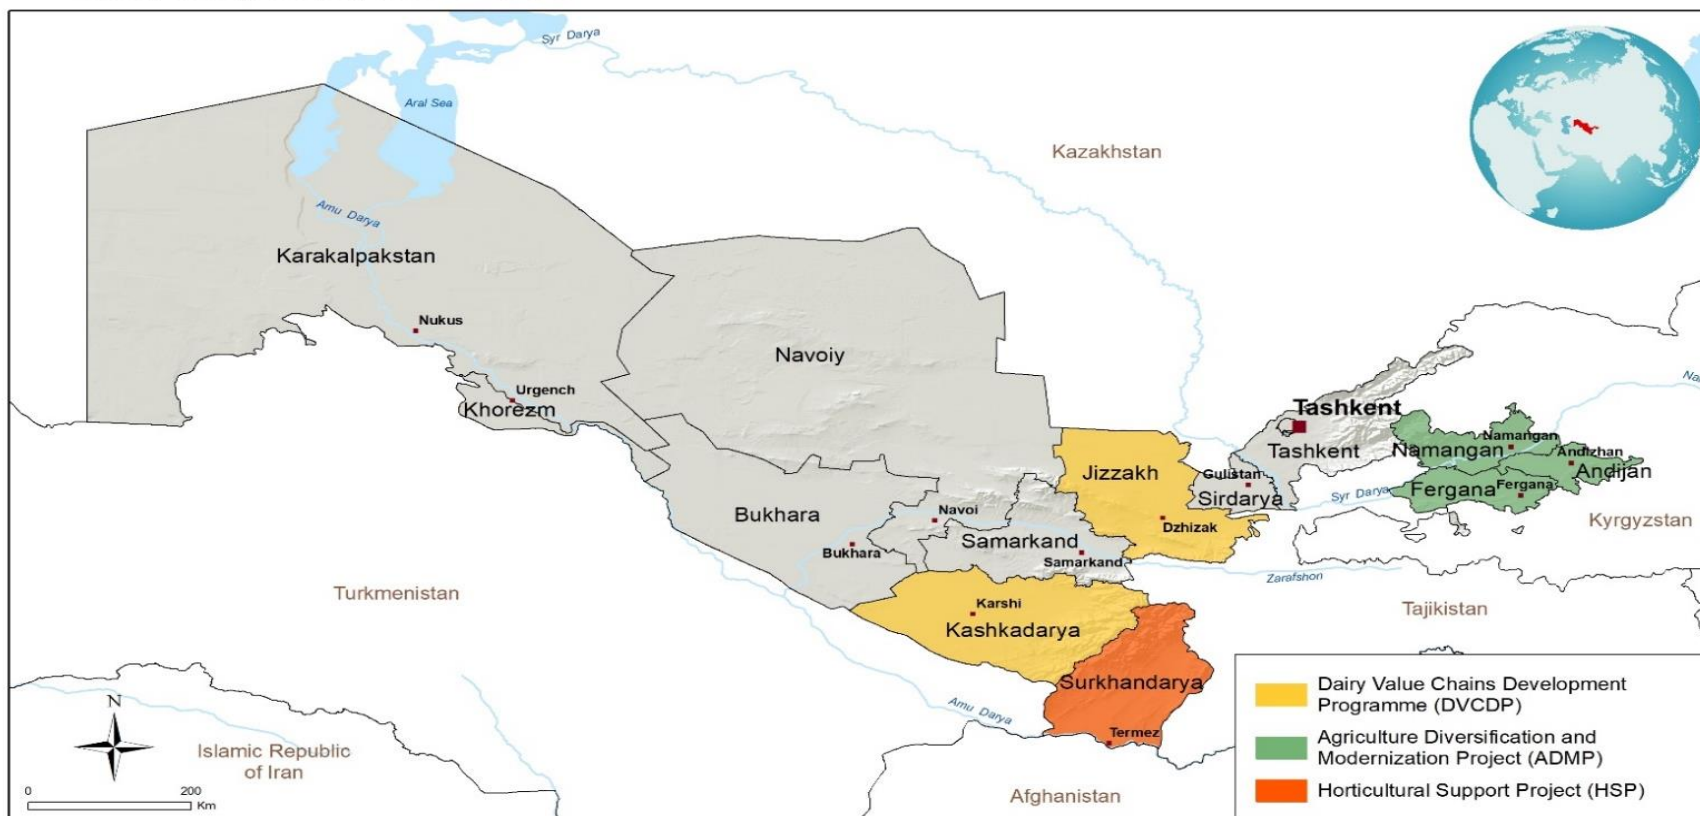 Syr Darya
Aral Sea
Kazakhstan
Amu Darya
Karakalpakstan
Nukus
Navoiy
Urgench
Khorezm
Tashkent
Tashkent
Namangan
Namangan
Andizhan
Andijan
Jizzakh
Gulistan
Sirdarya
Syr Darya
Fergana
Fergana
Bukhara
Navoi
Dzhizak
Kyrgyzstan
Samarkand
Bukhara
Samarkand
Zarafshon
Turkmenistan
Karshi
Kashkadarya
Tajikistan
Surkhandarya
Amu Darya
Termez
N
Islamic Republic
of Iran
Afghanistan
0
200
Km
Dairy Value Chains Development
Programme (DVCDP)
Agriculture Diversification and
Modernization Project (ADMP)
Horticultural Support Project (HSP)